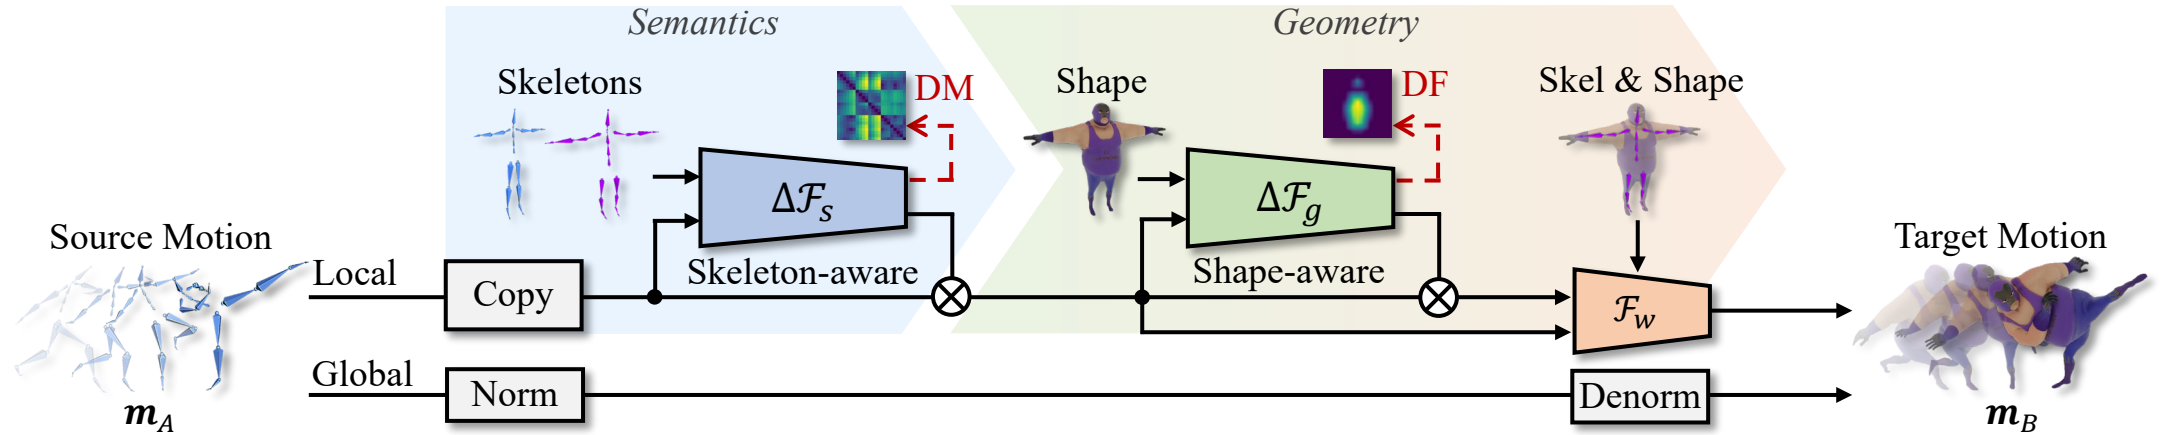 Semantics
Geometry
Skeletons
DM
Shape
DF
Skel & Shape
Δℱₛ
Δℱ_g
Source Motion
Target Motion
Local
Copy
Skeleton-aware
Shape-aware
ℱ_w
Global
Norm
Denorm
m_A
m_B